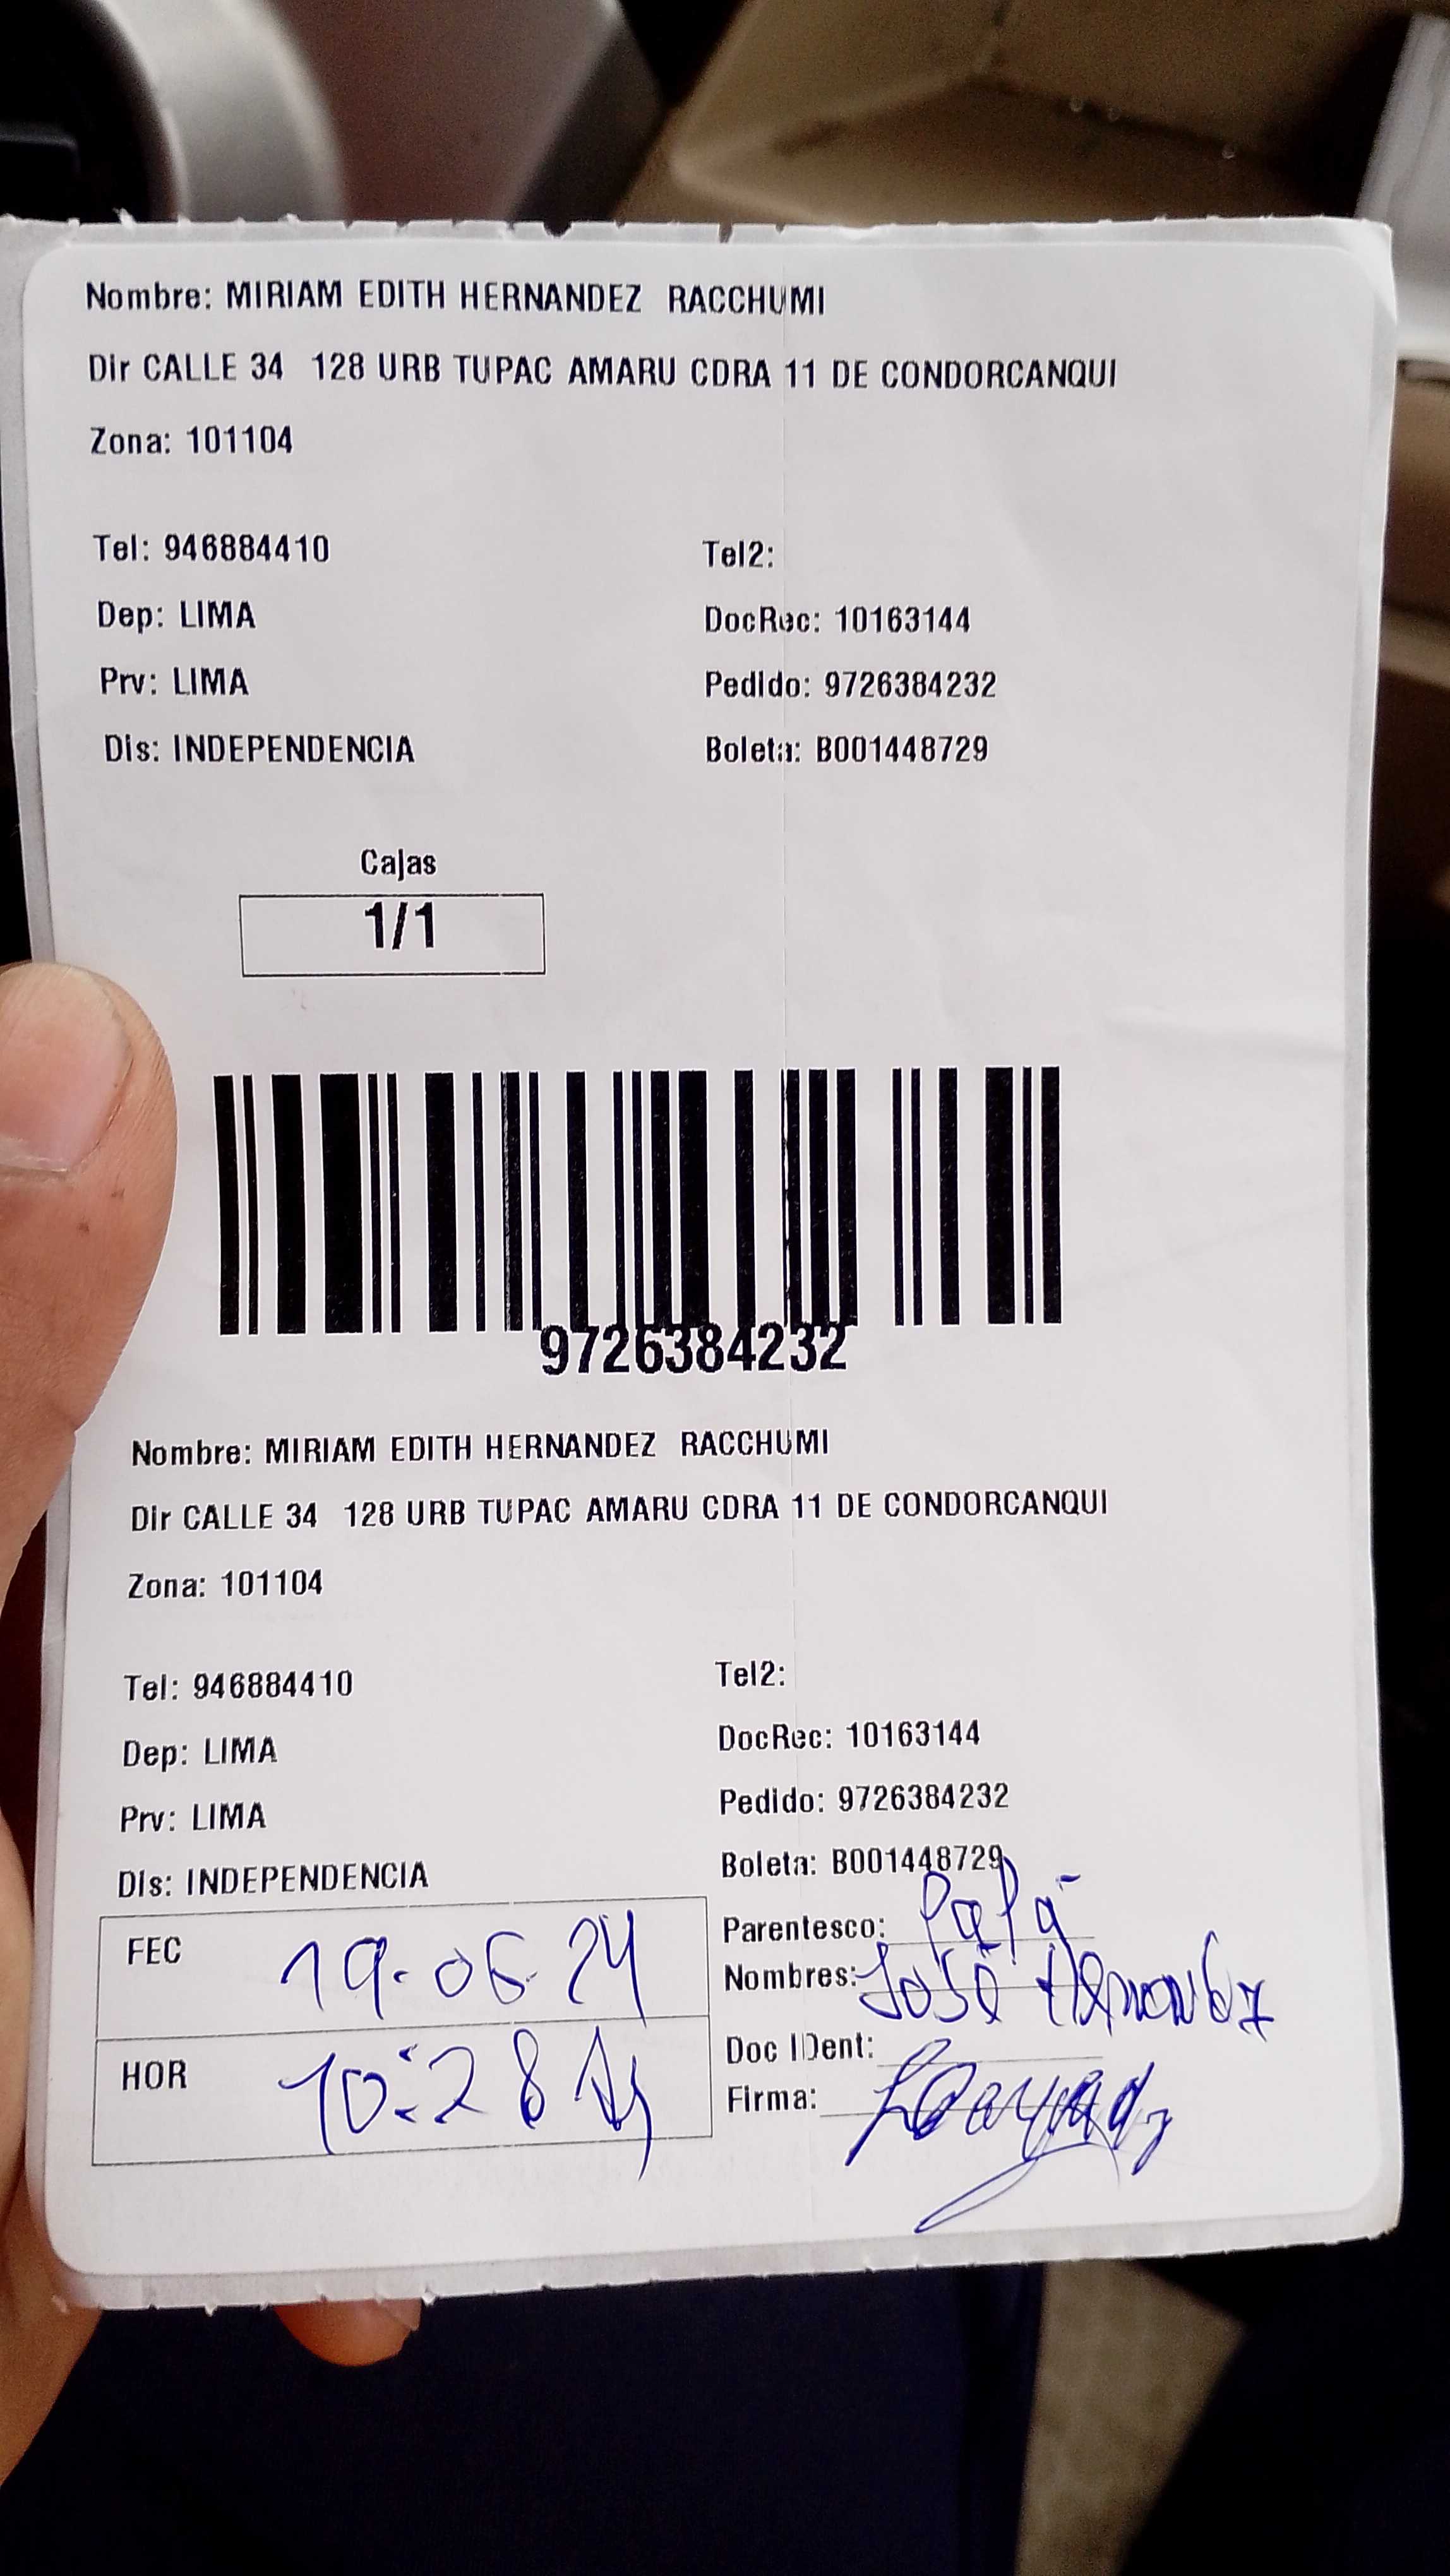 Nombre: MIRIAM EDITH HERNANDEZ RACCHUMI
Dir CALLE 34 128 URB TUPAC AMARU CDRA 11 DE CONDORCANQUI
Zona: 101104
Tel: 946884410
Tel2:
Dep: LIMA
DocRec: 10163144
Prv: LIMA
Pedido: 9726384232
Dis: INDEPENDENCIA
Boleta: B001448729
Cajas
1/1
9726384232
Nombre: MIRIAM EDITH HERNANDEZ RACCHUMI
Dir CALLE 34 128 URB TUPAC AMARU CDRA 11 DE CONDORCANQUI
Zona: 101104
Tel: 946884410
Tel2:
Dep: LIMA
DocRec: 10163144
Prv: LIMA
Pedido: 9726384232
Dis: INDEPENDENCIA
Boleta: B001448729
FEC 19-06-24
Parentesco: Papá
Nombres: José Hernandez
HOR 10:28
Doc IDent:
Firma: